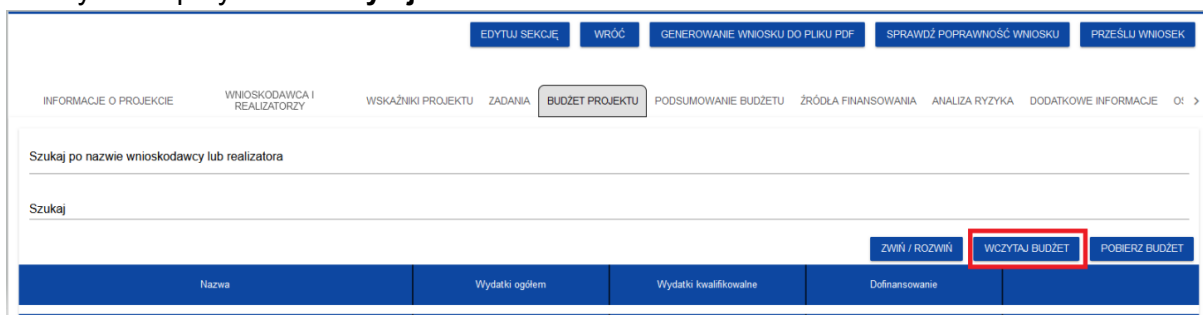 EDYTUJ SEKCJĘ WRÓĆ GENEROWANIE WNIOSKU DO PLIKU PDF SPRAWDŹ POPRAWNOŚĆ WNIOSKU PRZEŚLIJ WNIOSEK
INFORMACJE O PROJEKCIE WNIOSKODAWCA I REALIZATORZY WSKAŹNIKI PROJEKTU ZADANIA BUDŻET PROJEKTU PODSUMOWANIE BUDŻETU ŹRÓDŁA FINANSOWANIA ANALIZA RYZYKA DODATKOWE INFORMACJE
Szukaj po nazwie wnioskodawcy lub realizatora
Szukaj
ZWIŃ / ROZWIŃ WCZYTAJ BUDŻET POBIERZ BUDŻET
Nazwa Wydatki ogółem Wydatki kwalifikowalne Dofinansowanie